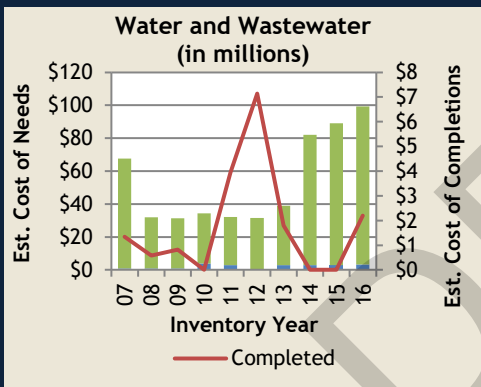 Water and Wastewater
(in millions)
Est. Cost of Needs
$120
$100
$80
$60
$40
$20
$0
$8
$7
$6
$5
$4
$3
$2
$1
$0
Est. Cost of Completions
07 08 09 10 11 12 13 14 15 16
Inventory Year
Completed